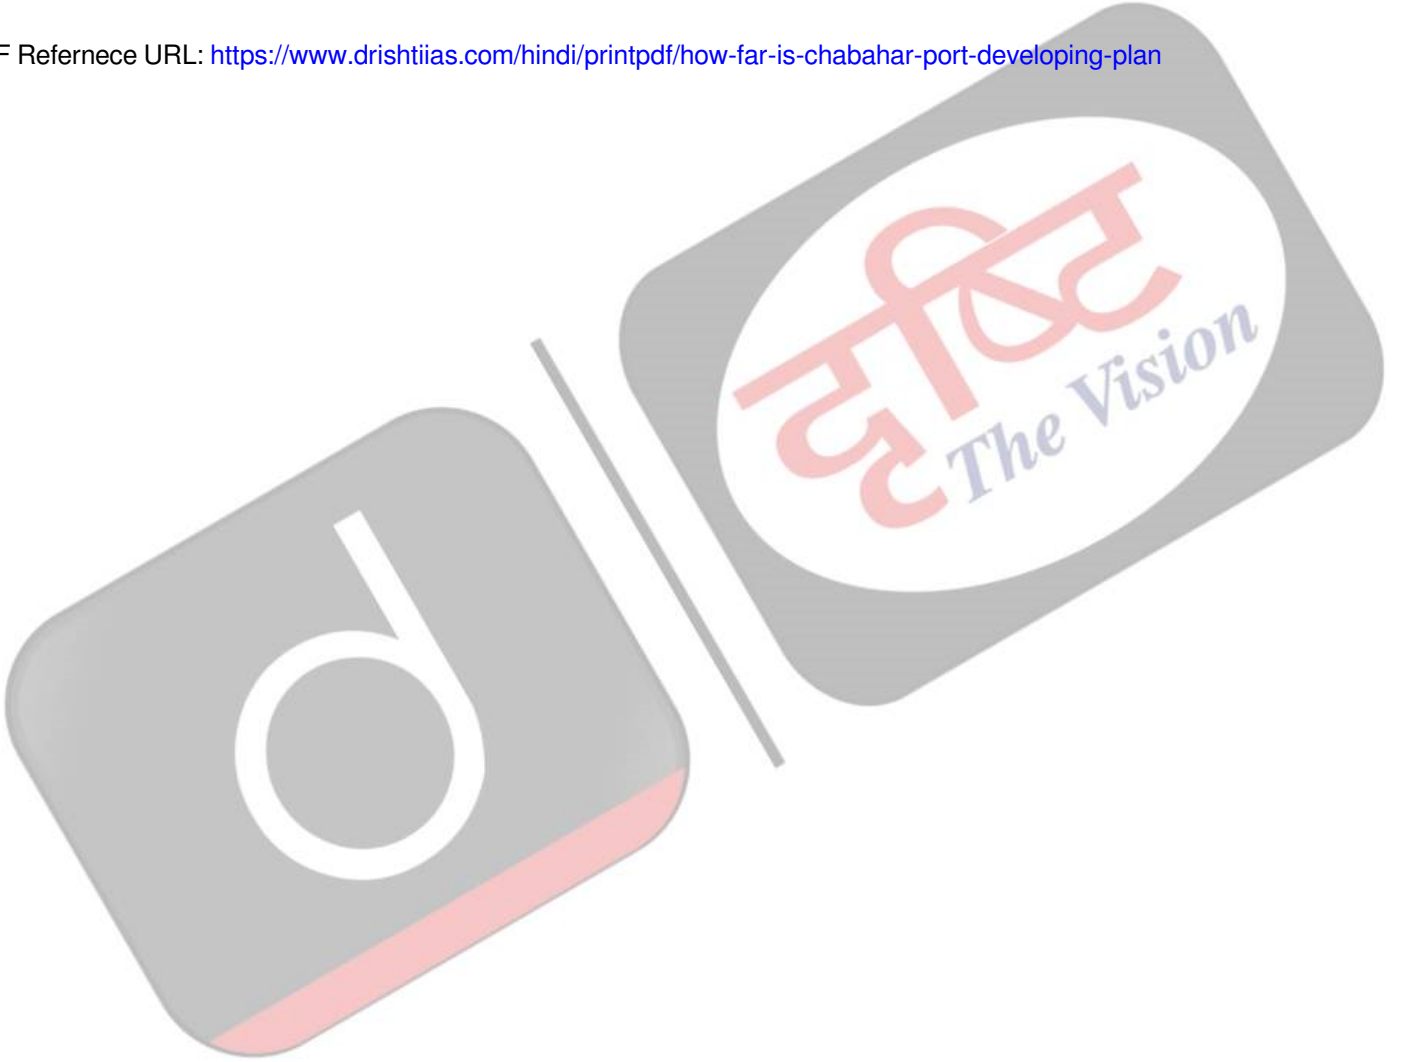 F Refernece URL: https://www.drishtiias.com/hindi/printpdf/how-far-is-chabahar-port-developing-plan
दृष्टि
The Vision
d